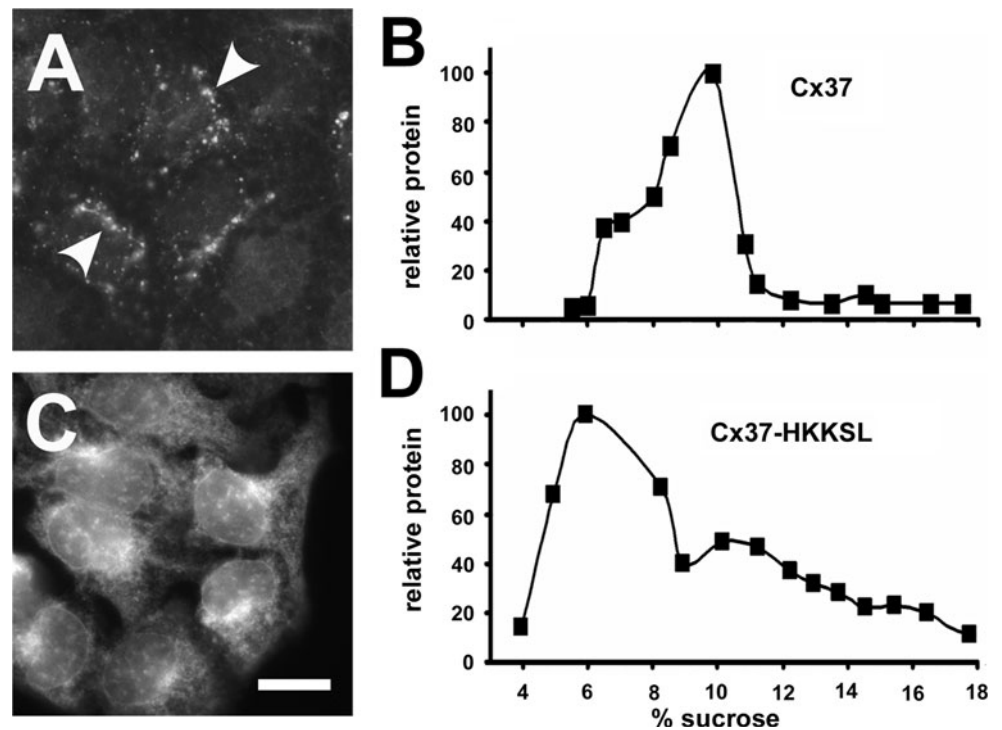 A
B
Cx37
relative protein
100
80
60
40
20
0
C
D
Cx37-HKKSL
relative protein
100
80
60
40
20
0
4 6 8 10 12 14 16 18
% sucrose